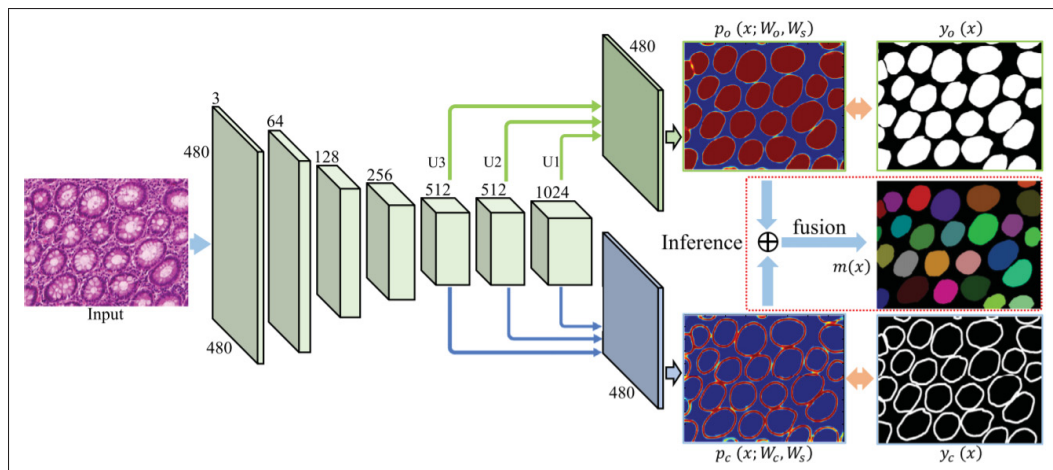 Input
3
480
480
64
128
256
512
512
1024
U3
U2
U1
480
480
p_o (x; W_o, W_s)
y_o (x)
Inference
fusion
m(x)
p_c (x; W_c, W_s)
y_c (x)